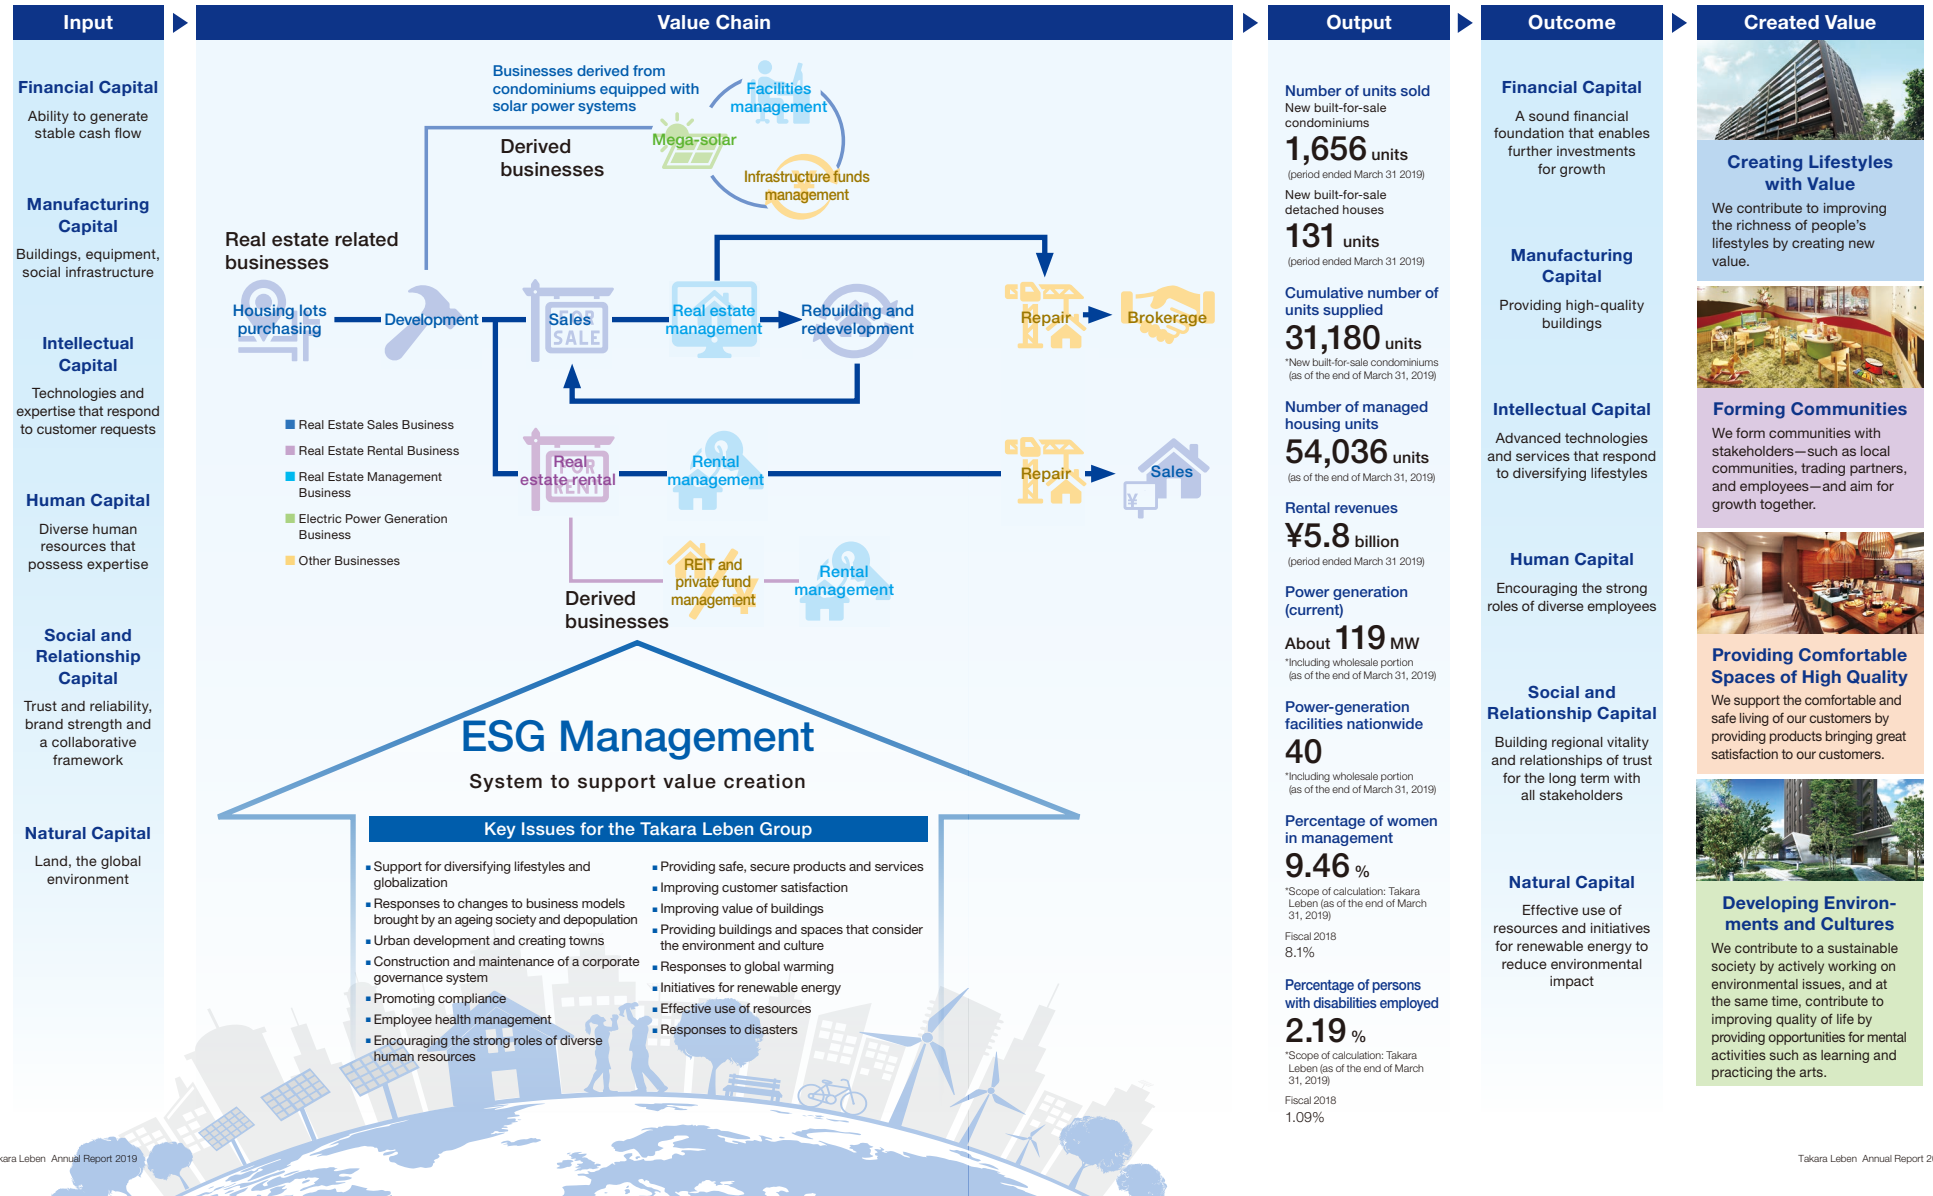 Input
Value Chain
Output
Outcome
Created Value
Financial Capital
Ability to generate
stable cash flow
Manufacturing
Capital
Buildings, equipment,
social infrastructure
Intellectual
Capital
Technologies and
expertise that respond
to customer requests
Human Capital
Diverse human
resources that
possess expertise
Social and
Relationship
Capital
Trust and reliability,
brand strength and
a collaborative
framework
Natural Capital
Land, the global
environment
Businesses derived from
condominiums equipped with
solar power systems
Derived
businesses
Facilities
management
Mega-solar
Infrastructure funds
management
Real estate related
businesses
Housing lots
purchasing
Development
Sales
FOR
SALE
Real estate
management
Rebuilding and
redevelopment
Repair
Brokerage
Real Estate Sales Business
Real Estate Rental Business
Real Estate Management
Business
Electric Power Generation
Business
Other Businesses
Real
estate rental
FOR
RENT
Rental
management
Repair
Sales
¥
REIT and
private fund
management
Rental
management
Derived
businesses
ESG Management
System to support value creation
Key Issues for the Takara Leben Group
Support for diversifying lifestyles and
globalization
Responses to changes to business models
brought by an ageing society and depopulation
Urban development and creating towns
Construction and maintenance of a corporate
governance system
Promoting compliance
Employee health management
Encouraging the strong roles of diverse
human resources
Providing safe, secure products and services
Improving customer satisfaction
Improving value of buildings
Providing buildings and spaces that consider
the environment and culture
Responses to global warming
Initiatives for renewable energy
Effective use of resources
Responses to disasters
Number of units sold
New built-for-sale
condominiums
1,656 units
(period ended March 31 2019)
New built-for-sale
detached houses
131 units
(period ended March 31 2019)
Cumulative number of
units supplied
31,180 units
*New built-for-sale condominiums
(as of the end of March 31, 2019)
Number of managed
housing units
54,036 units
(as of the end of March 31, 2019)
Rental revenues
¥5.8 billion
(period ended March 31 2019)
Power generation
(current)
About 119 MW
*Including wholesale portion
(as of the end of March 31, 2019)
Power-generation
facilities nationwide
40
*Including wholesale portion
(as of the end of March 31, 2019)
Percentage of women
in management
9.46 %
*Scope of calculation: Takara
Leben (as of the end of March
31, 2019)
Fiscal 2018
8.1%
Percentage of persons
with disabilities employed
2.19 %
*Scope of calculation: Takara
Leben (as of the end of March
31, 2019)
Fiscal 2018
1.09%
Financial Capital
A sound financial
foundation that enables
further investments
for growth
Manufacturing
Capital
Providing high-quality
buildings
Intellectual Capital
Advanced technologies
and services that respond
to diversifying lifestyles
Human Capital
Encouraging the strong
roles of diverse employees
Social and
Relationship Capital
Building regional vitality
and relationships of trust
for the long term with
all stakeholders
Natural Capital
Effective use of
resources and initiatives
for renewable energy to
reduce environmental
impact
Creating Lifestyles
with Value
We contribute to improving
the richness of people's
lifestyles by creating new
value.
Forming Communities
We form communities with
stakeholders—such as local
communities, trading partners,
and employees—and aim for
growth together.
Providing Comfortable
Spaces of High Quality
We support the comfortable and
safe living of our customers by
providing products bringing great
satisfaction to our customers.
Developing Environ-
ments and Cultures
We contribute to a sustainable
society by actively working on
environmental issues, and at
the same time, contribute to
improving quality of life by
providing opportunities for mental
activities such as learning and
practicing the arts.
kara Leben Annual Report 2019
Takara Leben Annual Report 20